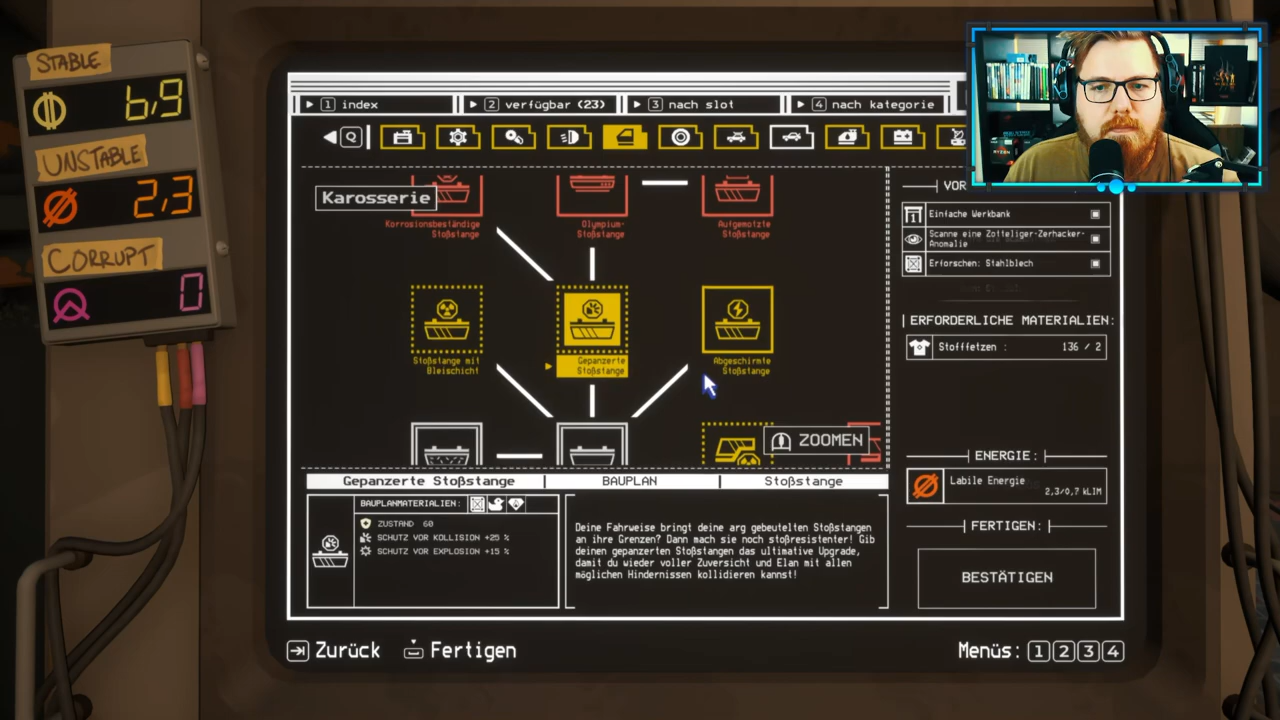 STABLE
6,9
UNSTABLE
2,3
CORRUPT
0
1 index
2 verfügbar (23)
3 nach slot
4 nach kategorie
Q
Karosserie
Korrosionsbeständige
Stoßstange
Olympium-
Stoßstange
Aufgemotzte
Stoßstange
Stoßstange mit
Bleischicht
Gepanzerte
Stoßstange
Abgeschirmte
Stoßstange
ZOOMEN
Gepanzerte Stoßstange
BAUPLAN
Stoßstange
BAUPLANMATERIALIEN:
ZUSTAND 60
SCHUTZ VOR KOLLISION +25 %
SCHUTZ VOR EXPLOSION +15 %
Deine Fahrweise bringt deine arg gebeutelten Stoßstangen
an ihre Grenzen? Dann mach sie noch stoßresistenter! Gib
deinen gepanzerten Stoßstangen das ultimative Upgrade,
damit du wieder voller Zuversicht und Elan mit allen
möglichen Hindernissen kollidieren kannst!
VOR
Einfache Werkbank
Scanne eine Zotteliger-Zerhacker-
Anomalie
Erforschen: Stahlblech
ERFORDERLICHE MATERIALIEN:
Stofffetzen : 136 / 2
ENERGIE:
Labile Energie
2,3/0,7 kLIM
FERTIGEN:
BESTÄTIGEN
Zurück
Fertigen
Menüs: 1 2 3 4